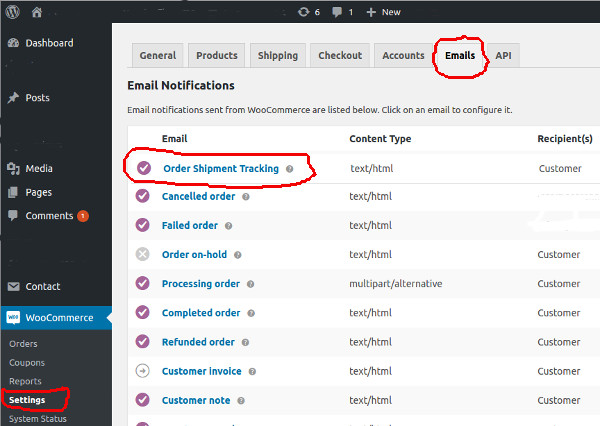 6 1 New
Dashboard
Posts
Media
Pages
Comments 1
Contact
WooCommerce
Orders
Coupons
Reports
Settings
System Status
General Products Shipping Checkout Accounts Emails API
Email Notifications
Email notifications sent from WooCommerce are listed below. Click on an email to configure it.
Email Content Type Recipient(s)
Order Shipment Tracking ? text/html Customer
Cancelled order ? text/html
Failed order ? text/html
Order on-hold ? text/html Customer
Processing order ? multipart/alternative Customer
Completed order ? text/html Customer
Refunded order ? text/html Customer
Customer invoice ? text/html Customer
Customer note ? text/html Customer